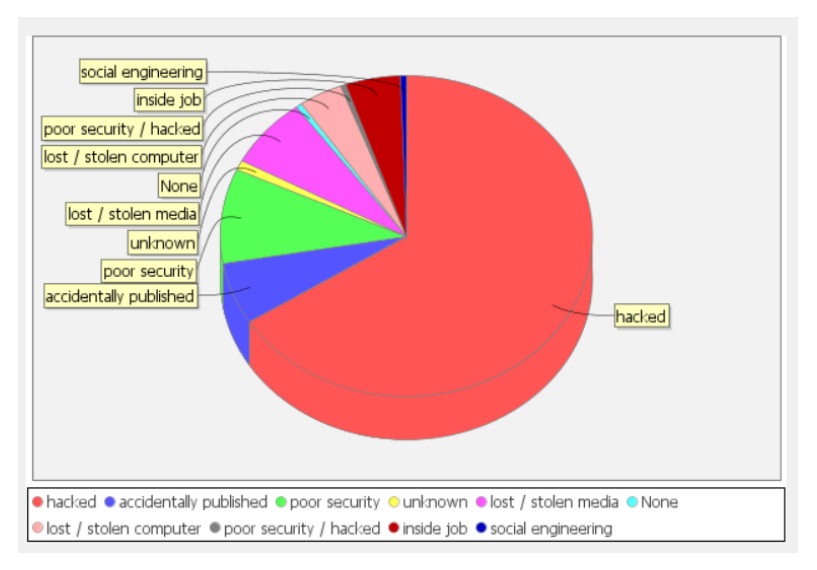 social engineering
inside job
poor security / hacked
lost / stolen computer
None
lost / stolen media
unknown
poor security
accidentally published
hacked
hacked accidentally published poor security unknown lost / stolen media None
lost / stolen computer poor security / hacked inside job social engineering